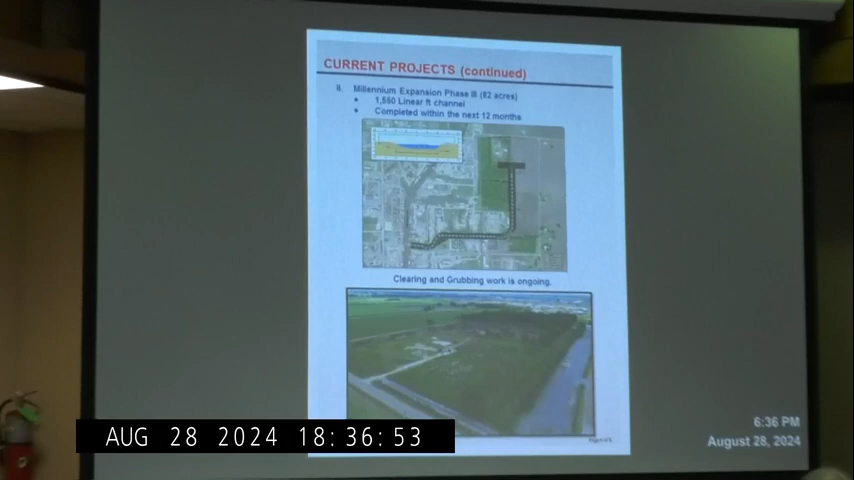 CURRENT PROJECTS (continued)
II. Millennium Expansion Phase III (82 acres)
• 1,550 Linear ft channel
• Completed within the next 12 months
Clearing and Grubbing work is ongoing.
6:36 PM
August 28, 2024
AUG 28 2024 18:36:53